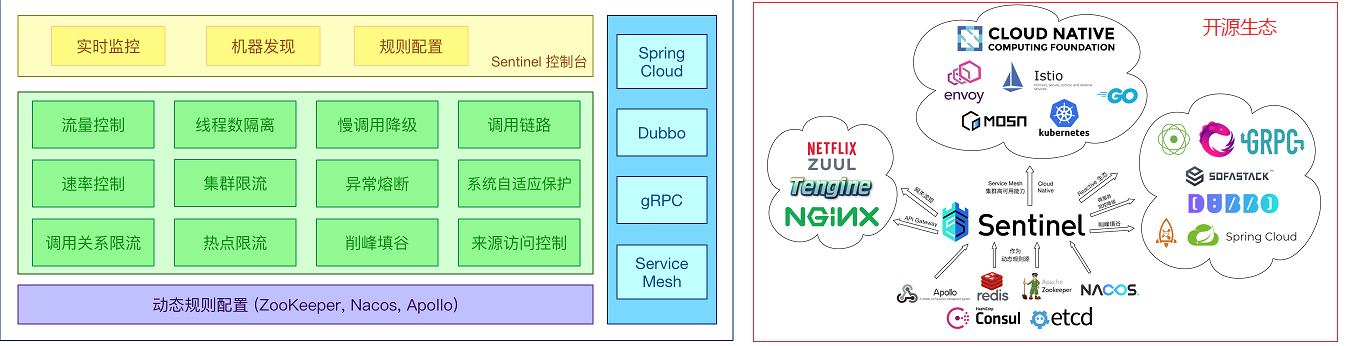 实时监控
机器发现
规则配置
Sentinel 控制台
流量控制
线程数隔离
慢调用降级
调用链路
速率控制
集群限流
异常熔断
系统自适应保护
调用关系限流
热点限流
削峰填谷
来源访问控制
动态规则配置 (ZooKeeper, Nacos, Apollo)
Spring
Cloud
Dubbo
gRPC
Service
Mesh
开源生态
CLOUD NATIVE
COMPUTING FOUNDATION
envoy
Istio
Connect, secure, control, and observe
services.
GO
MOSN
kubernetes
NETFLIX
ZUUL
Tengine
NGINX
GRPC
SOFASTACK
DUBBO
Spring Cloud
Service Mesh
集群高可用能力
Cloud
Native
Reactive 生态
网关流控
API Gateway
Sentinel
削峰填谷
作为
动态规则源
Apollo
redis
Apache
Zookeeper
NACOS.
HashiCorp
Consul
etcd